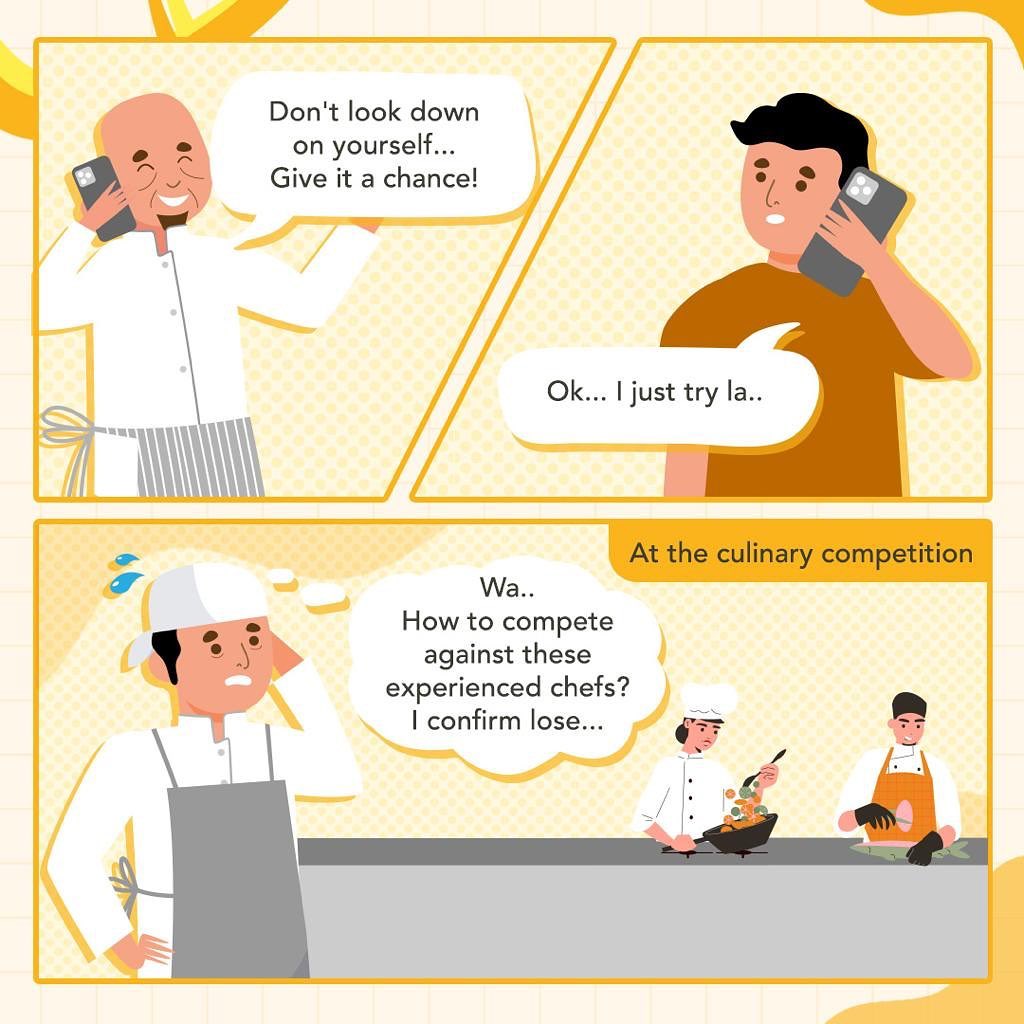 Don't look down
on yourself...
Give it a chance!
Ok... I just try la..
At the culinary competition
Wa..
How to compete
against these
experienced chefs?
I confirm lose...